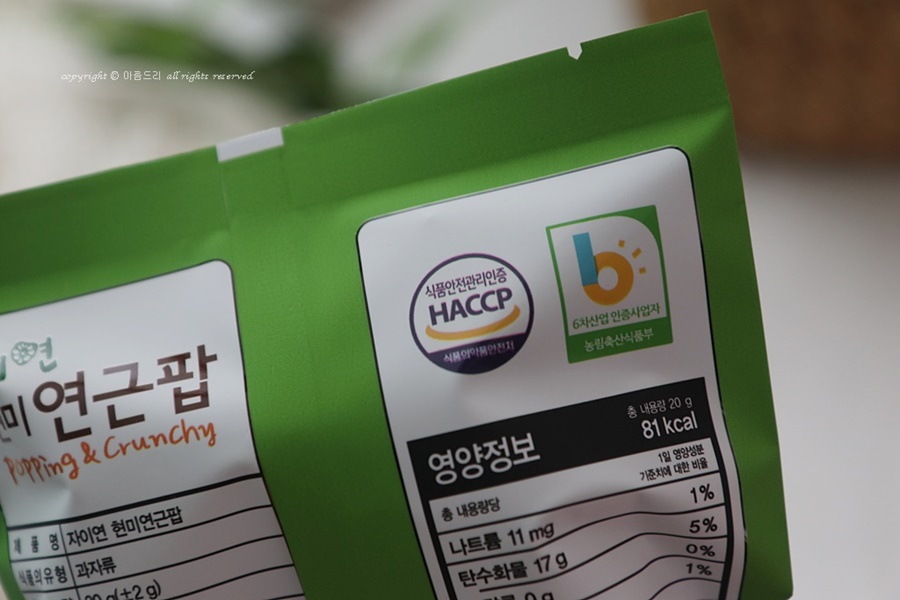 copyright © 아름드리 all rights reserved
연
현미 연근팝
Popping & Crunchy
제 품 명 자이연 현미연근팝
식품의유형 과자류
20 g(±2 g)
식품안전관리인증
HACCP
식품의약품안전처
b
6차산업 인증사업자
농림축산식품부
영양정보
총 내용량 20 g
81 kcal
총 내용량당
1일 영양성분
기준치에 대한 비율
나트륨 11 mg 1%
탄수화물 17 g 5%
0 g 0%
1%